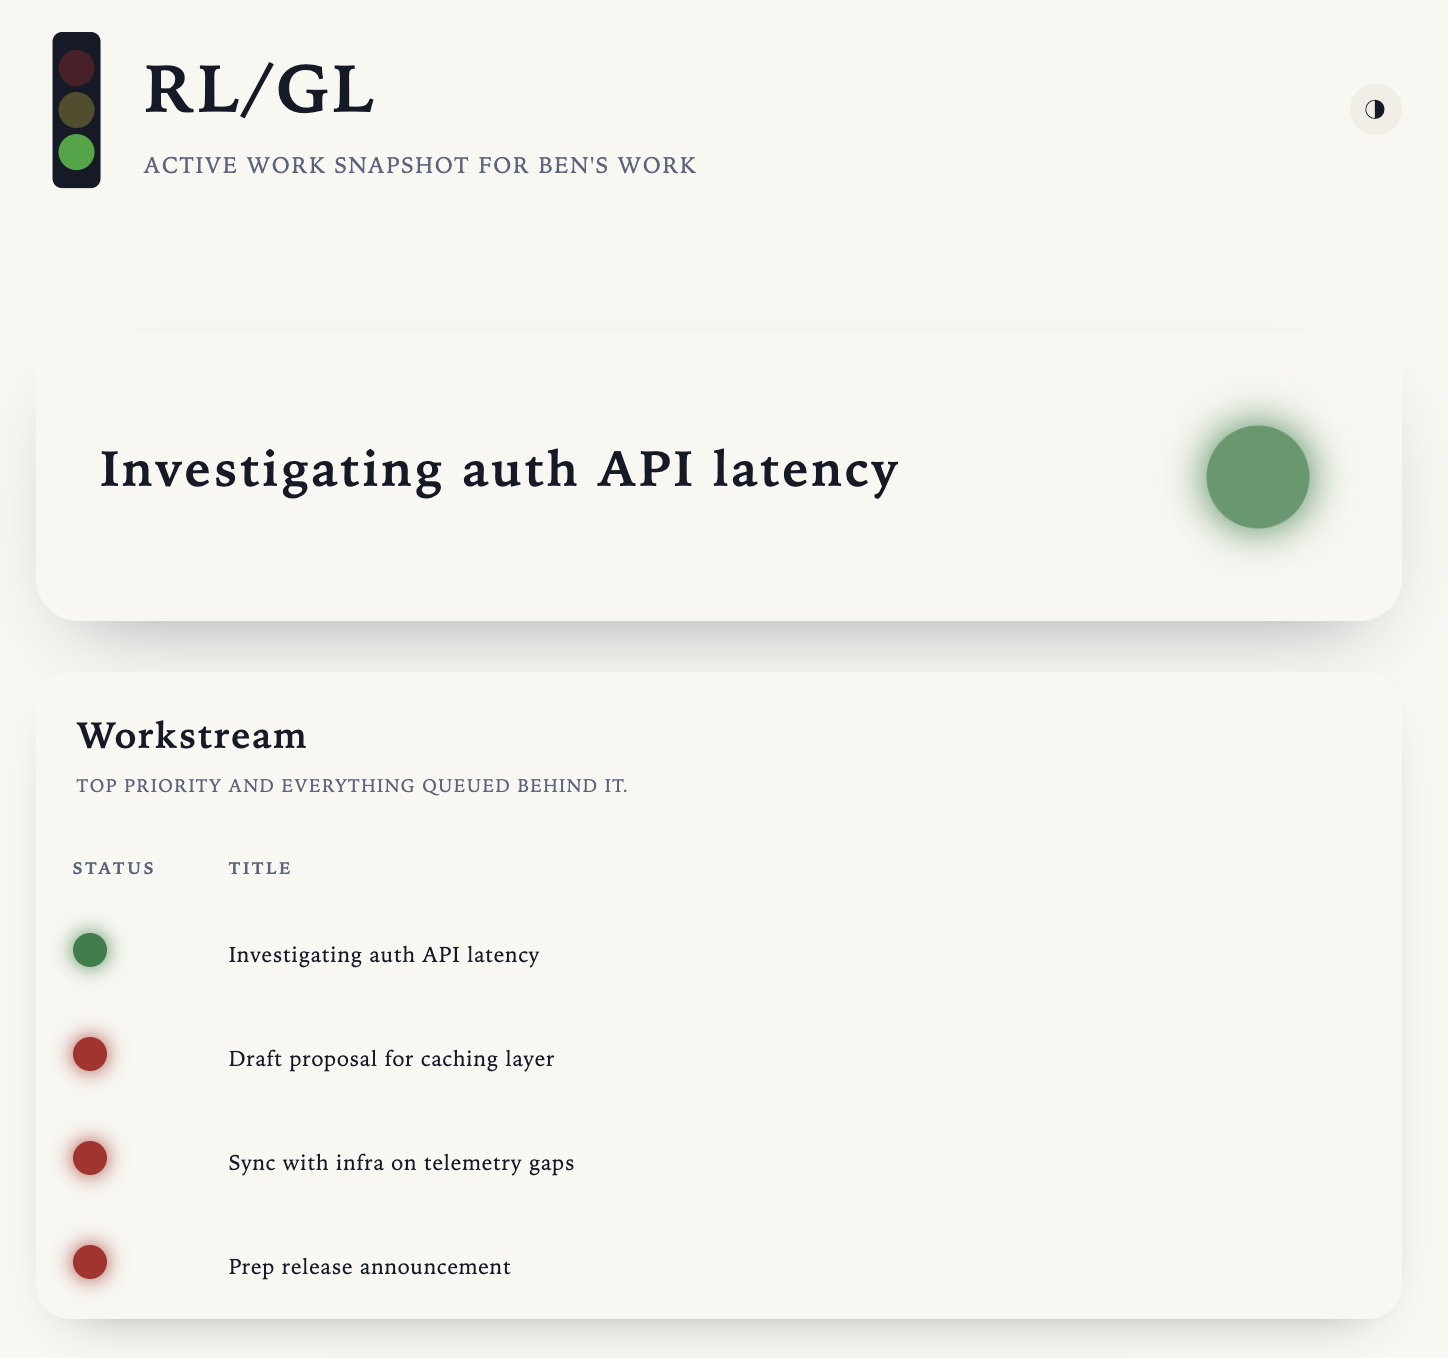 RL/GL
ACTIVE WORK SNAPSHOT FOR BEN'S WORK
Investigating auth API latency
Workstream
TOP PRIORITY AND EVERYTHING QUEUED BEHIND IT.
STATUS TITLE
Investigating auth API latency
Draft proposal for caching layer
Sync with infra on telemetry gaps
Prep release announcement